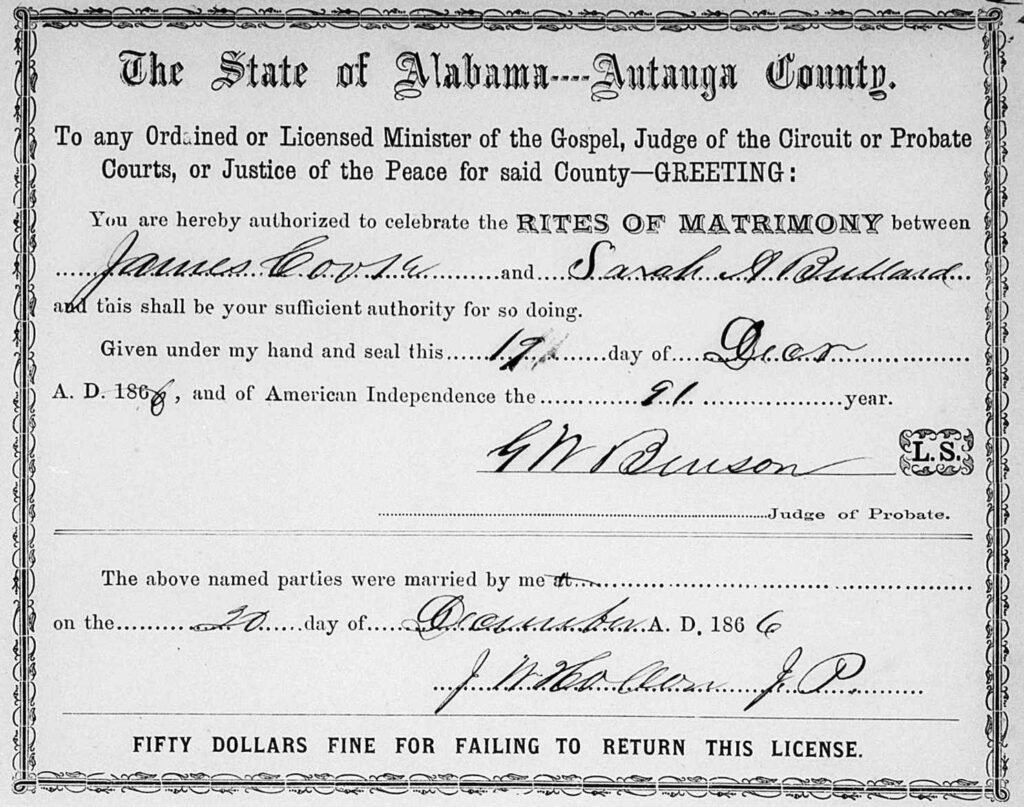 The State of Alabama----Autauga County.
To any Ordained or Licensed Minister of the Gospel, Judge of the Circuit or Probate
Courts, or Justice of the Peace for said County—GREETING:
You are hereby authorized to celebrate the RITES OF MATRIMONY between
James and Sarah A Bullard
and this shall be your sufficient authority for so doing.
Given under my hand and seal this 19 day of Decr
A. D. 1866, and of American Independence the 91 year.
G W Benson L. S.
Judge of Probate.
The above named parties were married by me at
on the 20 day of December A. D. 1866
J W J. P.
FIFTY DOLLARS FINE FOR FAILING TO RETURN THIS LICENSE.